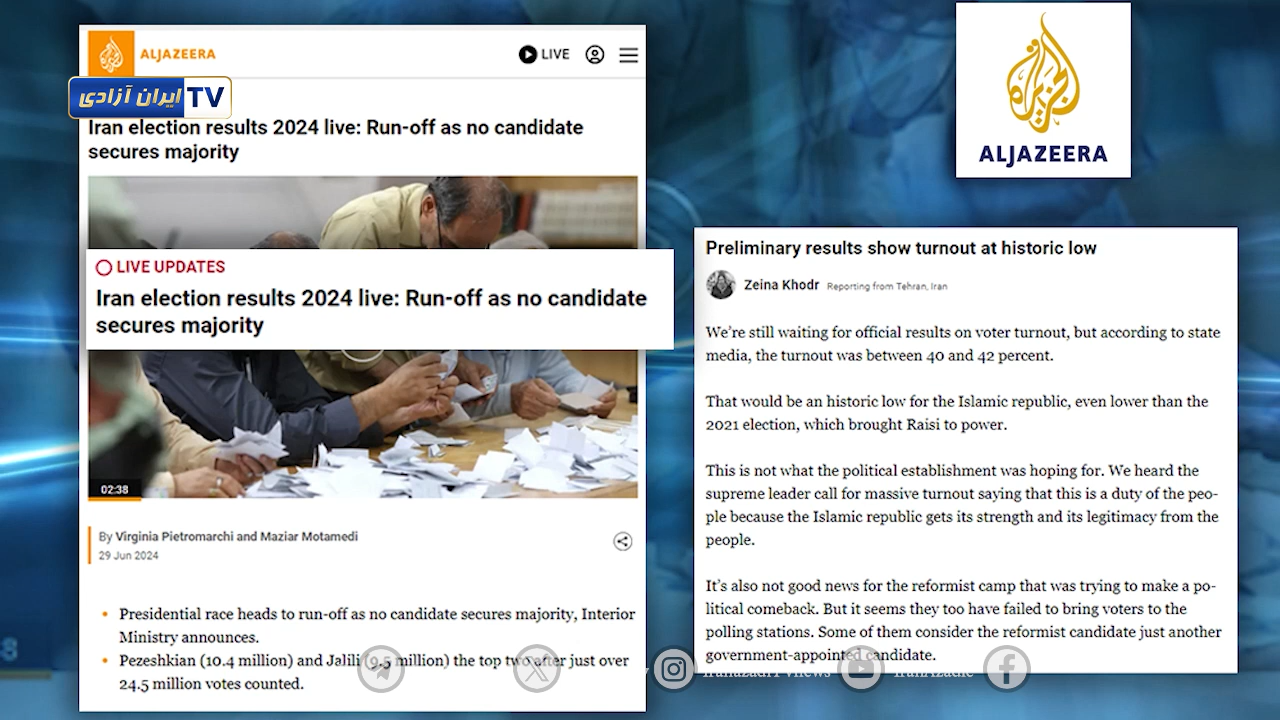 ALJAZEERA
LIVE
ایران آزادی TV
Iran election results 2024 live: Run-off as no candidate
secures majority
LIVE UPDATES
Iran election results 2024 live: Run-off as no candidate
secures majority
02:38
By Virginia Pietromarchi and Maziar Motamedi
29 Jun 2024
• Presidential race heads to run-off as no candidate secures majority, Interior
Ministry announces.
• Pezeshkian (10.4 million) and Jalili (9.5 million) the top two after just over
24.5 million votes counted.
الجزيرة
ALJAZEERA
Preliminary results show turnout at historic low
Zeina Khodr Reporting from Tehran, Iran
We’re still waiting for official results on voter turnout, but according to state
media, the turnout was between 40 and 42 percent.
That would be an historic low for the Islamic republic, even lower than the
2021 election, which brought Raisi to power.
This is not what the political establishment was hoping for. We heard the
supreme leader call for massive turnout saying that this is a duty of the peo-
ple because the Islamic republic gets its strength and its legitimacy from the
people.
It’s also not good news for the reformist camp that was trying to make a po-
litical comeback. But it seems they too have failed to bring voters to the
polling stations. Some of them consider the reformist candidate just another
government-appointed candidate.